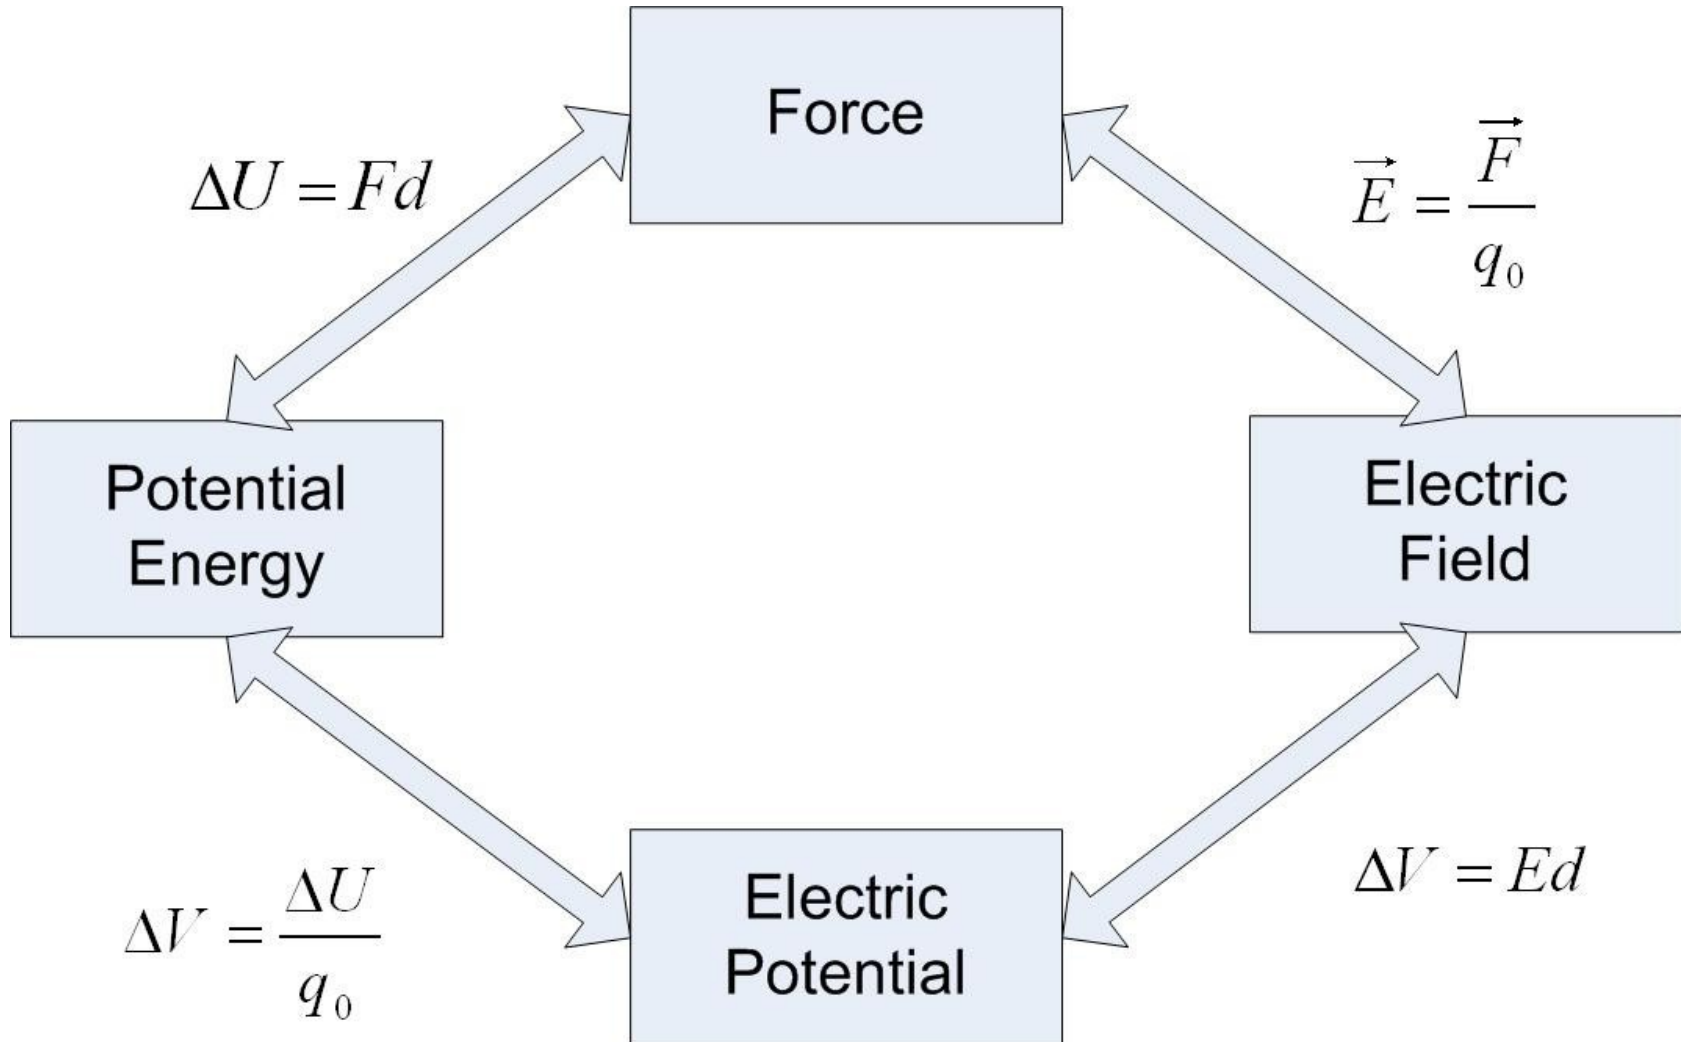 Force
ΔU = Fd
E⃗ = F⃗ / q₀
Potential
Energy
Electric
Field
ΔV = ΔU / q₀
Electric
Potential
ΔV = Ed